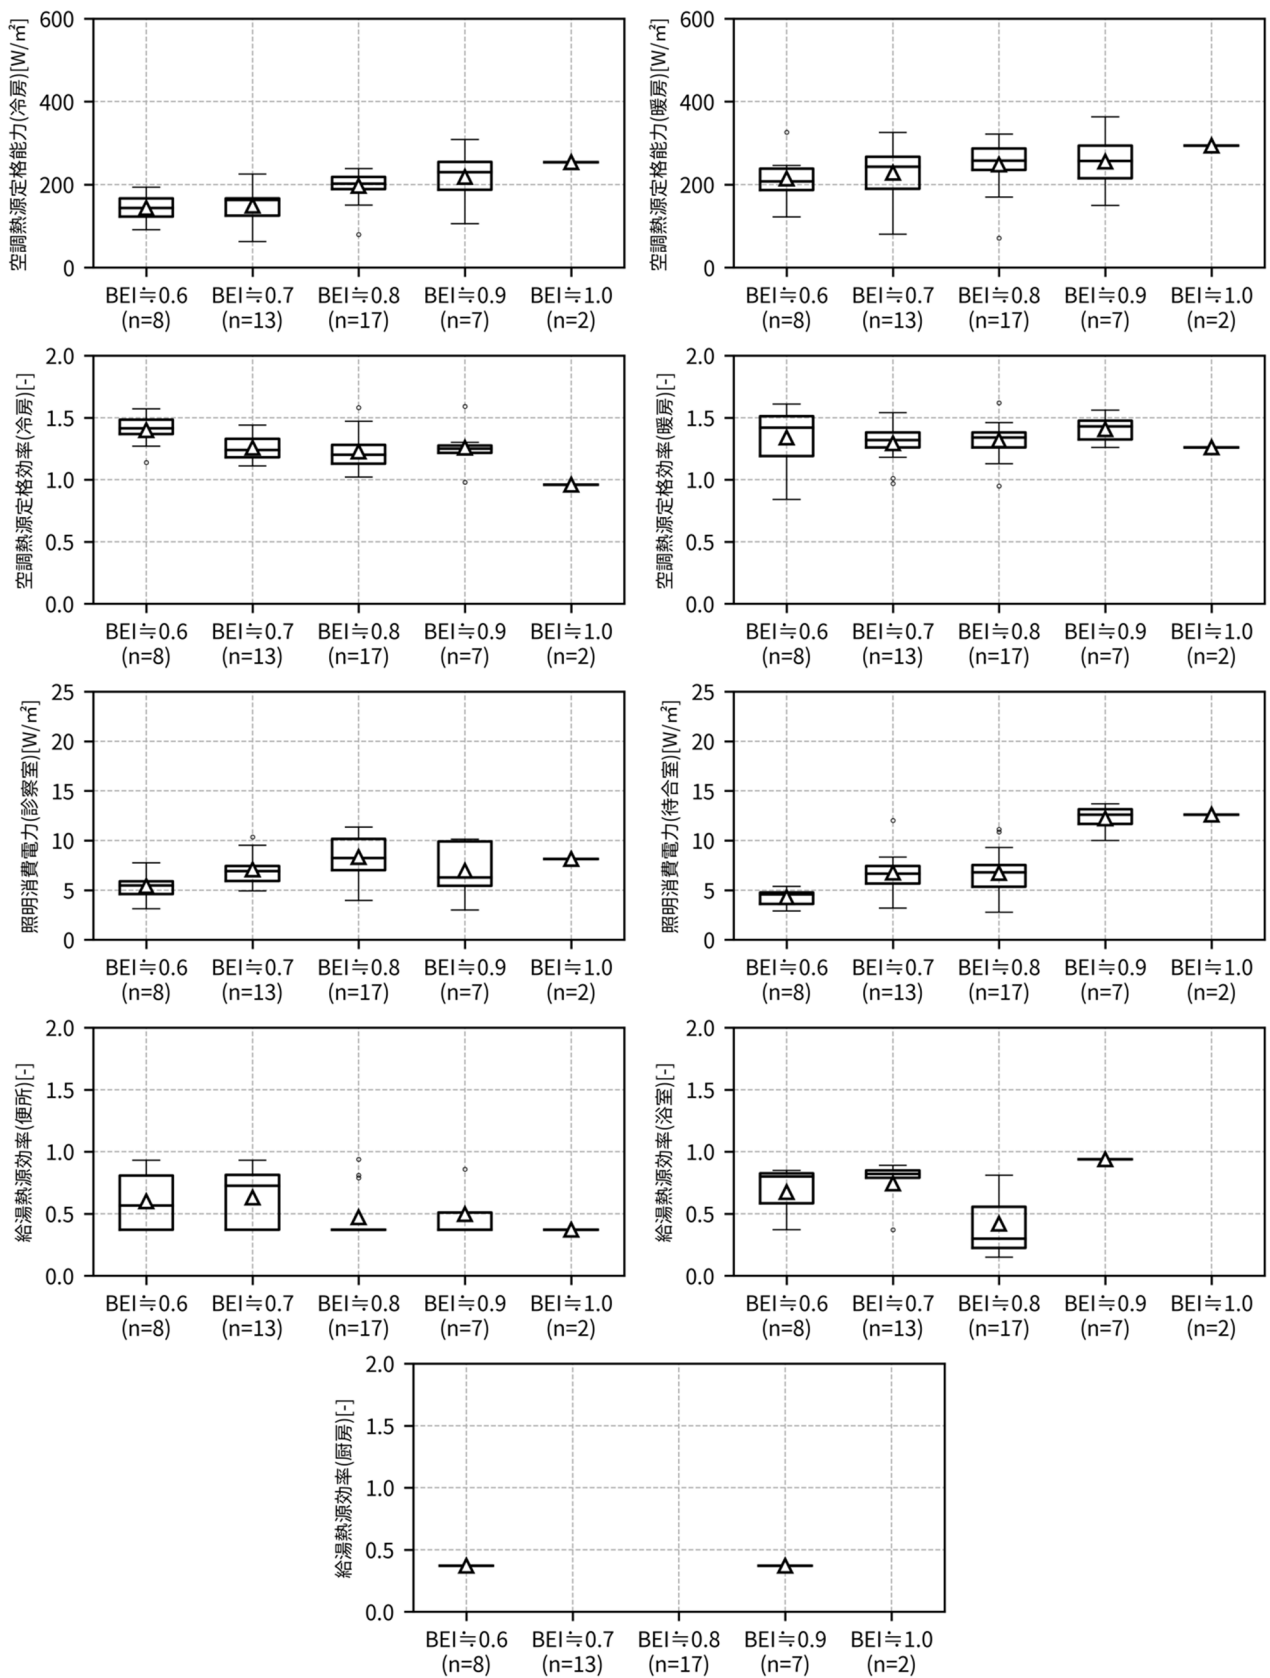 空調熱源定格能力(冷房)[W/㎡]
600
400
200
0
BEI≒0.6 BEI≒0.7 BEI≒0.8 BEI≒0.9 BEI≒1.0
(n=8) (n=13) (n=17) (n=7) (n=2)
空調熱源定格能力(暖房)[W/㎡]
600
400
200
0
BEI≒0.6 BEI≒0.7 BEI≒0.8 BEI≒0.9 BEI≒1.0
(n=8) (n=13) (n=17) (n=7) (n=2)
空調熱源定格効率(冷房)[-]
2.0
1.5
1.0
0.5
0.0
BEI≒0.6 BEI≒0.7 BEI≒0.8 BEI≒0.9 BEI≒1.0
(n=8) (n=13) (n=17) (n=7) (n=2)
空調熱源定格効率(暖房)[-]
2.0
1.5
1.0
0.5
0.0
BEI≒0.6 BEI≒0.7 BEI≒0.8 BEI≒0.9 BEI≒1.0
(n=8) (n=13) (n=17) (n=7) (n=2)
照明消費電力(診察室)[W/㎡]
25
20
15
10
5
0
BEI≒0.6 BEI≒0.7 BEI≒0.8 BEI≒0.9 BEI≒1.0
(n=8) (n=13) (n=17) (n=7) (n=2)
照明消費電力(待合室)[W/㎡]
25
20
15
10
5
0
BEI≒0.6 BEI≒0.7 BEI≒0.8 BEI≒0.9 BEI≒1.0
(n=8) (n=13) (n=17) (n=7) (n=2)
給湯熱源効率(便所)[-]
2.0
1.5
1.0
0.5
0.0
BEI≒0.6 BEI≒0.7 BEI≒0.8 BEI≒0.9 BEI≒1.0
(n=8) (n=13) (n=17) (n=7) (n=2)
給湯熱源効率(浴室)[-]
2.0
1.5
1.0
0.5
0.0
BEI≒0.6 BEI≒0.7 BEI≒0.8 BEI≒0.9 BEI≒1.0
(n=8) (n=13) (n=17) (n=7) (n=2)
給湯熱源効率(厨房)[-]
2.0
1.5
1.0
0.5
0.0
BEI≒0.6 BEI≒0.7 BEI≒0.8 BEI≒0.9 BEI≒1.0
(n=8) (n=13) (n=17) (n=7) (n=2)